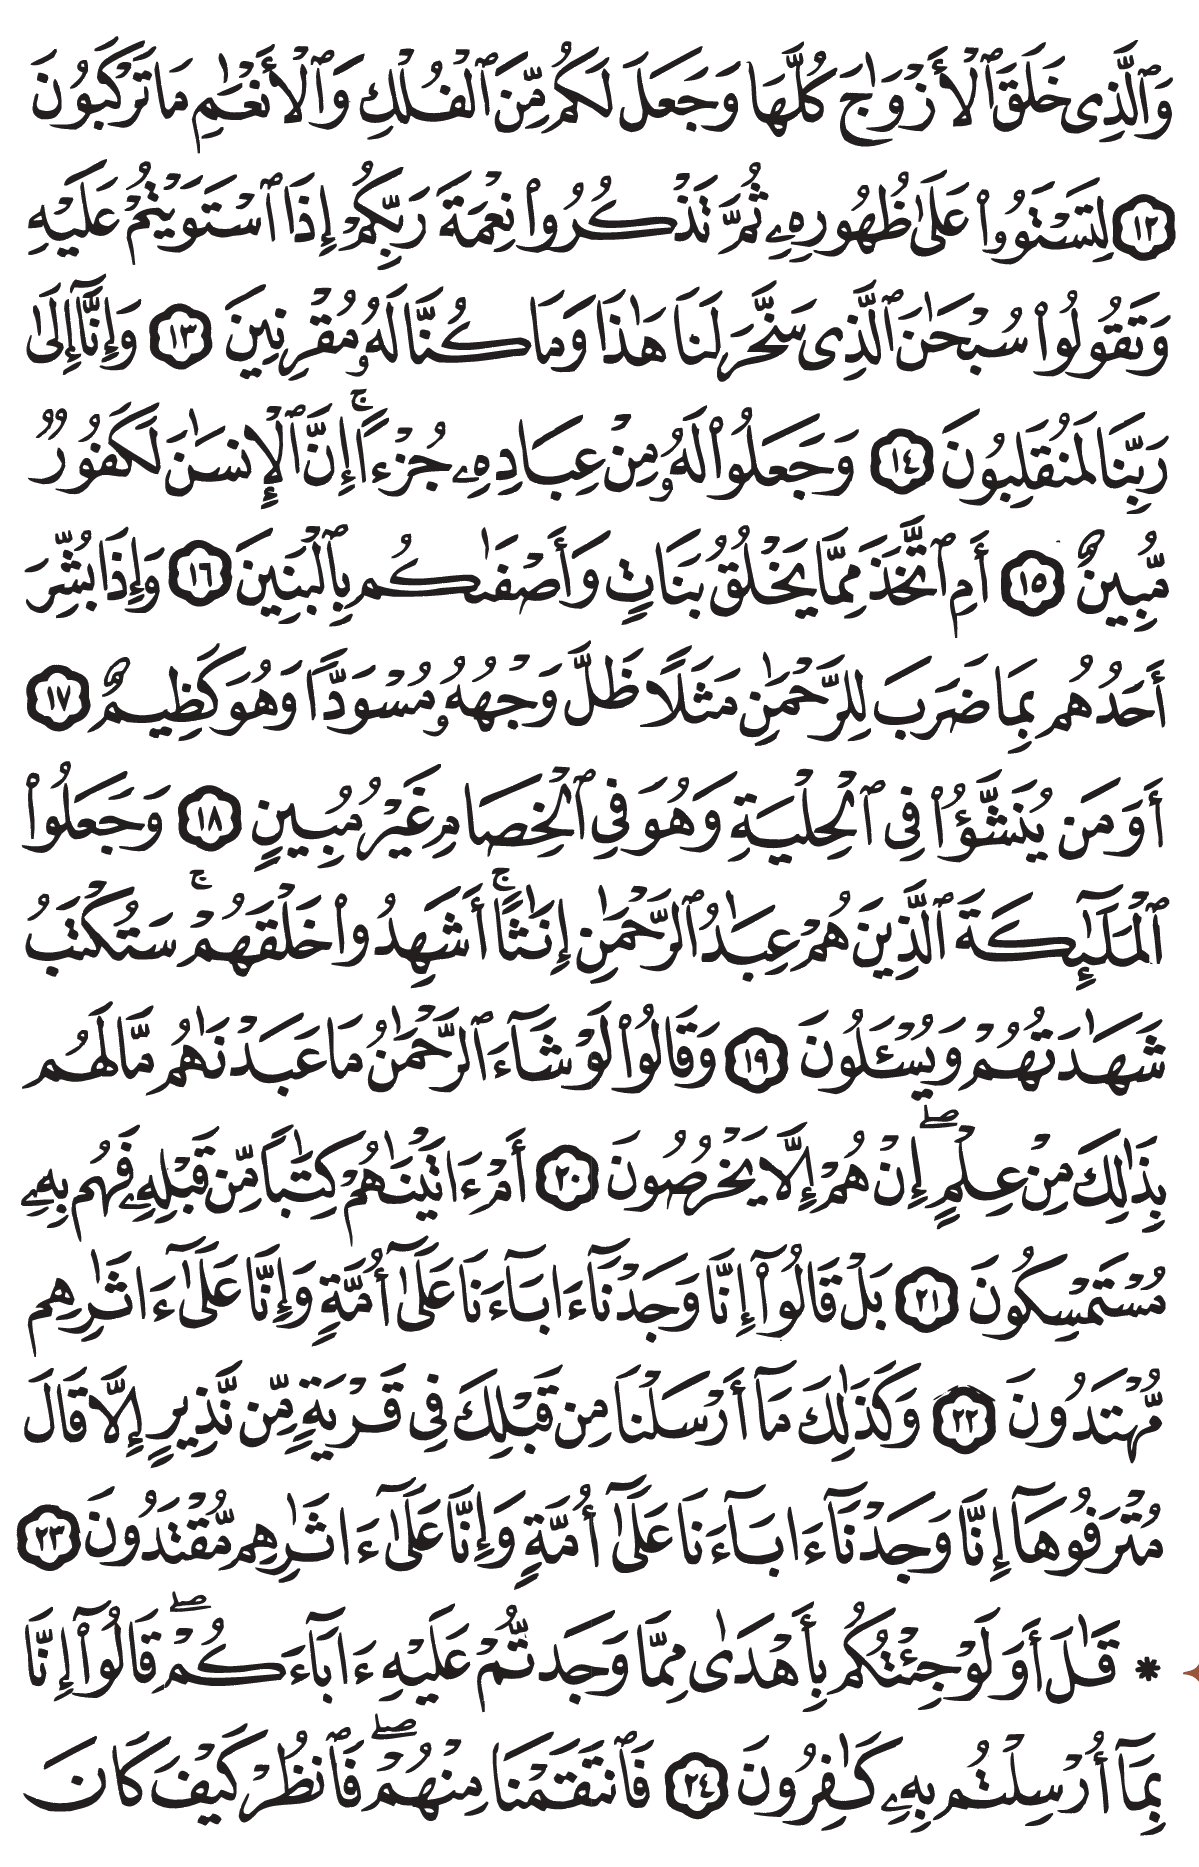 وَٱلَّذِى خَلَقَ ٱلْأَزْوَٰجَ كُلَّهَا وَجَعَلَ لَكُم مِّنَ ٱلْفُلْكِ وَٱلْأَنْعَٰمِ مَا تَرْكَبُونَ
١٢ لِتَسْتَوُۥا۟ عَلَىٰ ظُهُورِهِۦ ثُمَّ تَذْكُرُوا۟ نِعْمَةَ رَبِّكُمْ إِذَا ٱسْتَوَيْتُمْ عَلَيْهِ
وَتَقُولُوا۟ سُبْحَٰنَ ٱلَّذِى سَخَّرَ لَنَا هَٰذَا وَمَا كُنَّا لَهُۥ مُقْرِنِينَ ١٣ وَإِنَّآ إِلَىٰ
رَبِّنَا لَمُنقَلِبُونَ ١٤ وَجَعَلُوا۟ لَهُۥ مِنْ عِبَادِهِۦ جُزْءًا ۚ إِنَّ ٱلْإِنسَٰنَ لَكَفُورٌ
مُّبِينٌ ١٥ أَمِ ٱتَّخَذَ مِمَّا يَخْلُقُ بَنَاتٍ وَأَصْفَىٰكُم بِٱلْبَنِينَ ١٦ وَإِذَا بُشِّرَ
أَحَدُهُم بِمَا ضَرَبَ لِلرَّحْمَٰنِ مَثَلًا ظَلَّ وَجْهُهُۥ مُسْوَدًّا وَهُوَ كَظِيمٌ ١٧
أَوَمَن يُنَشَّؤُا۟ فِى ٱلْحِلْيَةِ وَهُوَ فِى ٱلْخِصَامِ غَيْرُ مُبِينٍ ١٨ وَجَعَلُوا۟
ٱلْمَلَٰٓئِكَةَ ٱلَّذِينَ هُمْ عِبَٰدُ ٱلرَّحْمَٰنِ إِنَٰثًا ۚ أَشَهِدُوا۟ خَلْقَهُمْ ۚ سَتُكْتَبُ
شَهَٰدَتُهُمْ وَيُسْـَٔلُونَ ١٩ وَقَالُوا۟ لَوْ شَآءَ ٱلرَّحْمَٰنُ مَا عَبَدْنَٰهُم مَّا لَهُم
بِذَٰلِكَ مِنْ عِلْمٍ ۖ إِنْ هُمْ إِلَّا يَخْرُصُونَ ٢٠ أَمْ ءَاتَيْنَٰهُمْ كِتَٰبًا مِّن قَبْلِهِۦ فَهُم بِهِۦ
مُسْتَمْسِكُونَ ٢١ بَلْ قَالُوٓا۟ إِنَّا وَجَدْنَآ ءَابَآءَنَا عَلَىٰٓ أُمَّةٍ وَإِنَّا عَلَىٰٓ ءَاثَٰرِهِم
مُّهْتَدُونَ ٢٢ وَكَذَٰلِكَ مَآ أَرْسَلْنَا مِن قَبْلِكَ فِى قَرْيَةٍ مِّن نَّذِيرٍ إِلَّا قَالَ
مُتْرَفُوهَآ إِنَّا وَجَدْنَآ ءَابَآءَنَا عَلَىٰٓ أُمَّةٍ وَإِنَّا عَلَىٰٓ ءَاثَٰرِهِم مُّقْتَدُونَ ٢٣
* قَٰلَ أَوَلَوْ جِئْتُكُم بِأَهْدَىٰ مِمَّا وَجَدتُّمْ عَلَيْهِ ءَابَآءَكُمْ ۖ قَالُوٓا۟ إِنَّا
بِمَآ أُرْسِلْتُم بِهِۦ كَٰفِرُونَ ٢٤ فَٱنتَقَمْنَا مِنْهُمْ ۖ فَٱنظُرْ كَيْفَ كَانَ